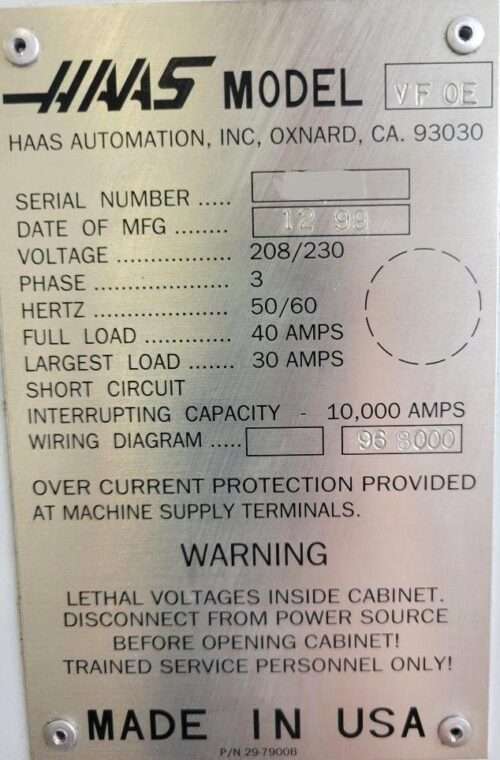 HAAS MODEL VF OE
HAAS AUTOMATION, INC, OXNARD, CA. 93030
SERIAL NUMBER .....
DATE OF MFG ........ 12 99
VOLTAGE ................ 208/230
PHASE ................... 3
HERTZ ................... 50/60
FULL LOAD ............. 40 AMPS
LARGEST LOAD ....... 30 AMPS
SHORT CIRCUIT
INTERRUPTING CAPACITY - 10,000 AMPS
WIRING DIAGRAM ..... 96 8000
OVER CURRENT PROTECTION PROVIDED
AT MACHINE SUPPLY TERMINALS.
WARNING
LETHAL VOLTAGES INSIDE CABINET.
DISCONNECT FROM POWER SOURCE
BEFORE OPENING CABINET!
TRAINED SERVICE PERSONNEL ONLY!
MADE IN USA
P/N 29-7900B